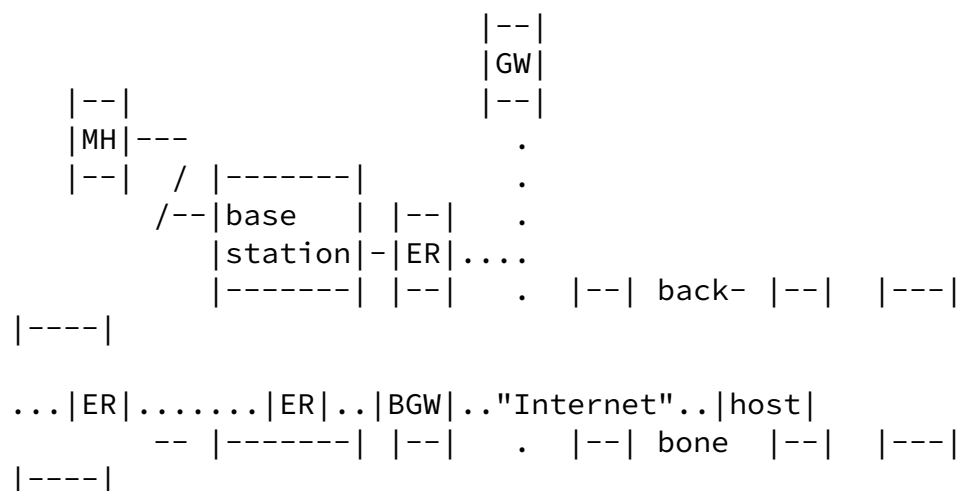 |--|
                                 |GW|
    |--|                         |--|
    |MH|---                        .
    |--|  / |-------|              .
         /--|base   | |--|         .
            |station|-|ER|....
            |-------| |--|   .  |--| back- |--|  |---|
|----|

...|ER|.......|ER|..|BGW|.."Internet"..|host|
         -- |-------| |--|   .  |--| bone  |--|  |---|
|----|